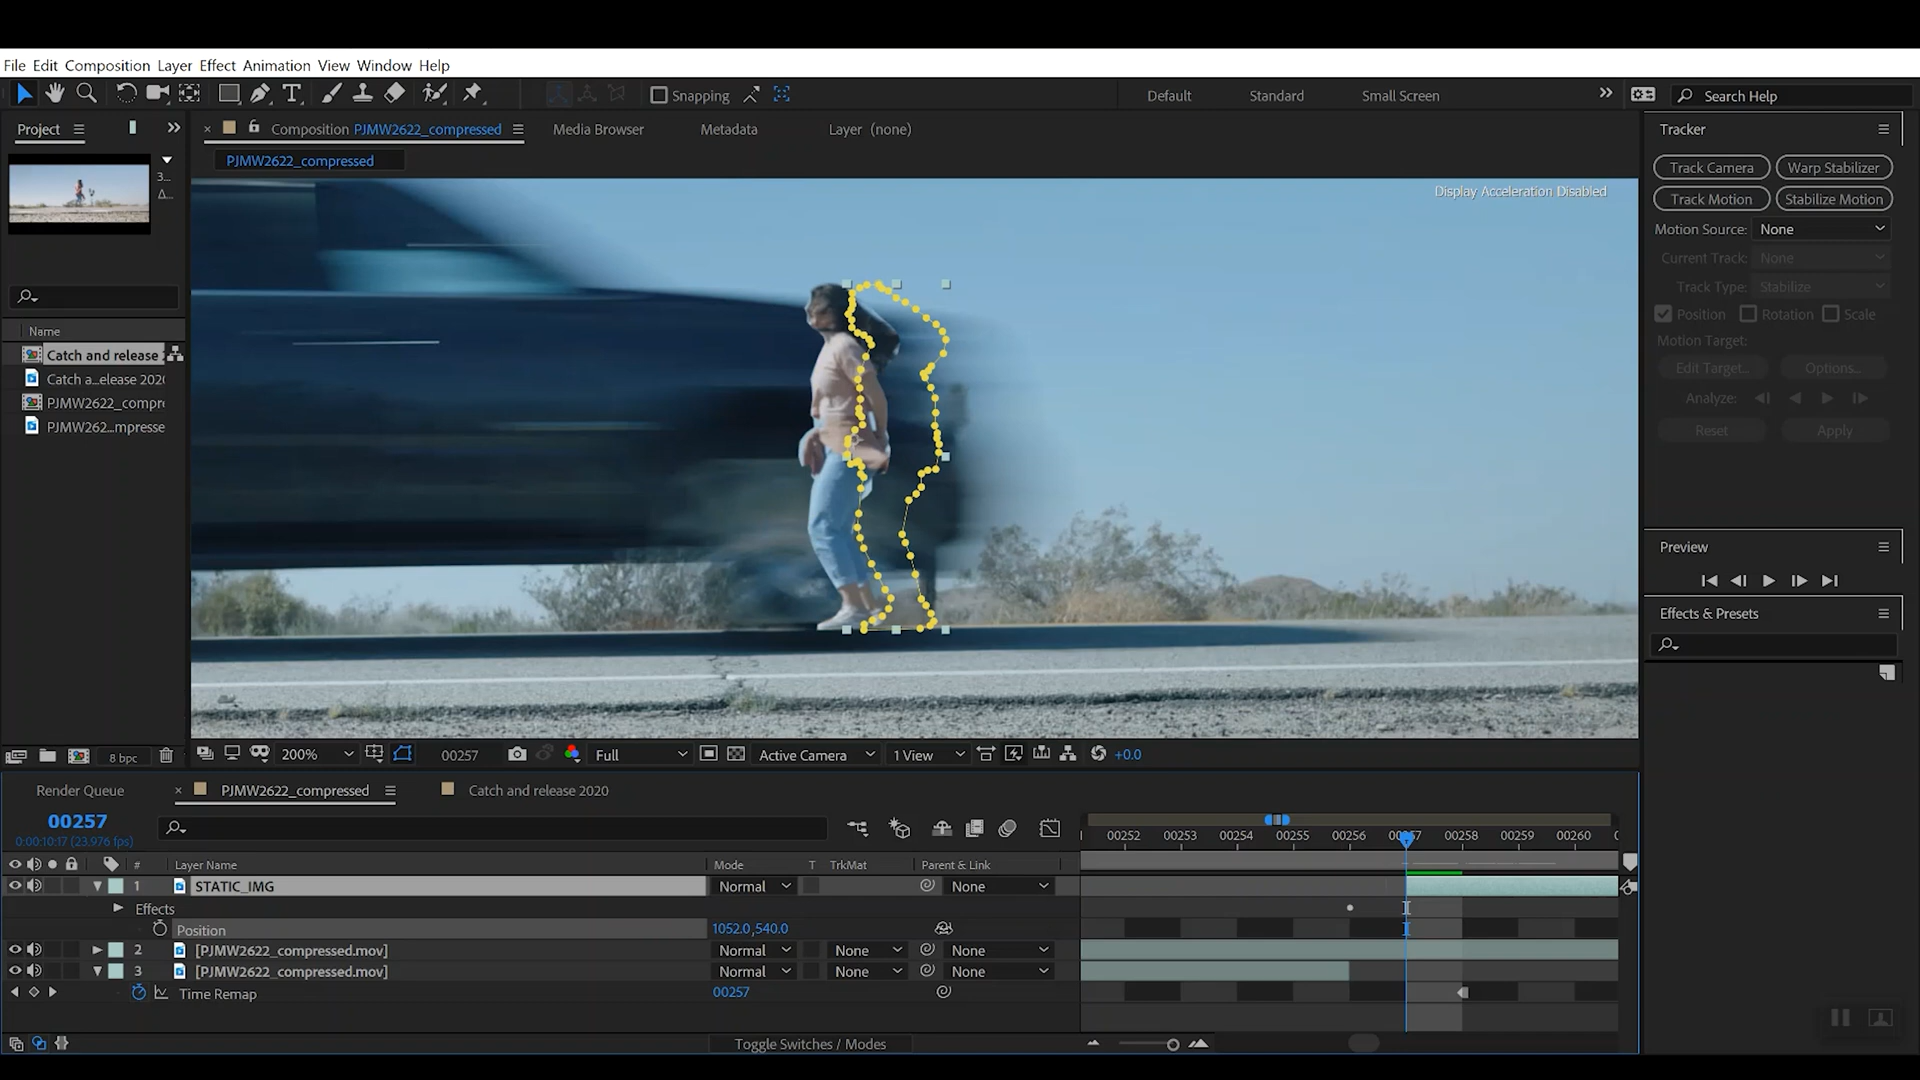 File Edit Composition Layer Effect Animation View Window Help
Snapping
Default Standard Small Screen
Search Help
Project
Composition PJMW2622_compressed
Media Browser
Metadata
Layer (none)
PJMW2622_compressed
3...
Δ...
Display Acceleration Disabled
Name
Catch and release 2
Catch a...elease 202
PJMW2622_compr
PJMW262...mpresse
8 bpc
200%
00257
Full
Active Camera
1 View
+0.0
Tracker
Track Camera Warp Stabilizer
Track Motion Stabilize Motion
Motion Source: None
Current Track: None
Track Type: Stabilize
Position Rotation Scale
Motion Target:
Edit Target... Options...
Analyze:
Reset Apply
Preview
Effects & Presets
Render Queue
PJMW2622_compressed
Catch and release 2020
00257
0:00:10:17 (23.976 fps)
00252 00253 00254 00255 00256 00257 00258 00259 00260
# Layer Name Mode T TrkMat Parent & Link
1 STATIC_IMG Normal None
Effects
Position 1052.0,540.0
2 [PJMW2622_compressed.mov] Normal None None
3 [PJMW2622_compressed.mov] Normal None None
Time Remap 00257
Toggle Switches / Modes